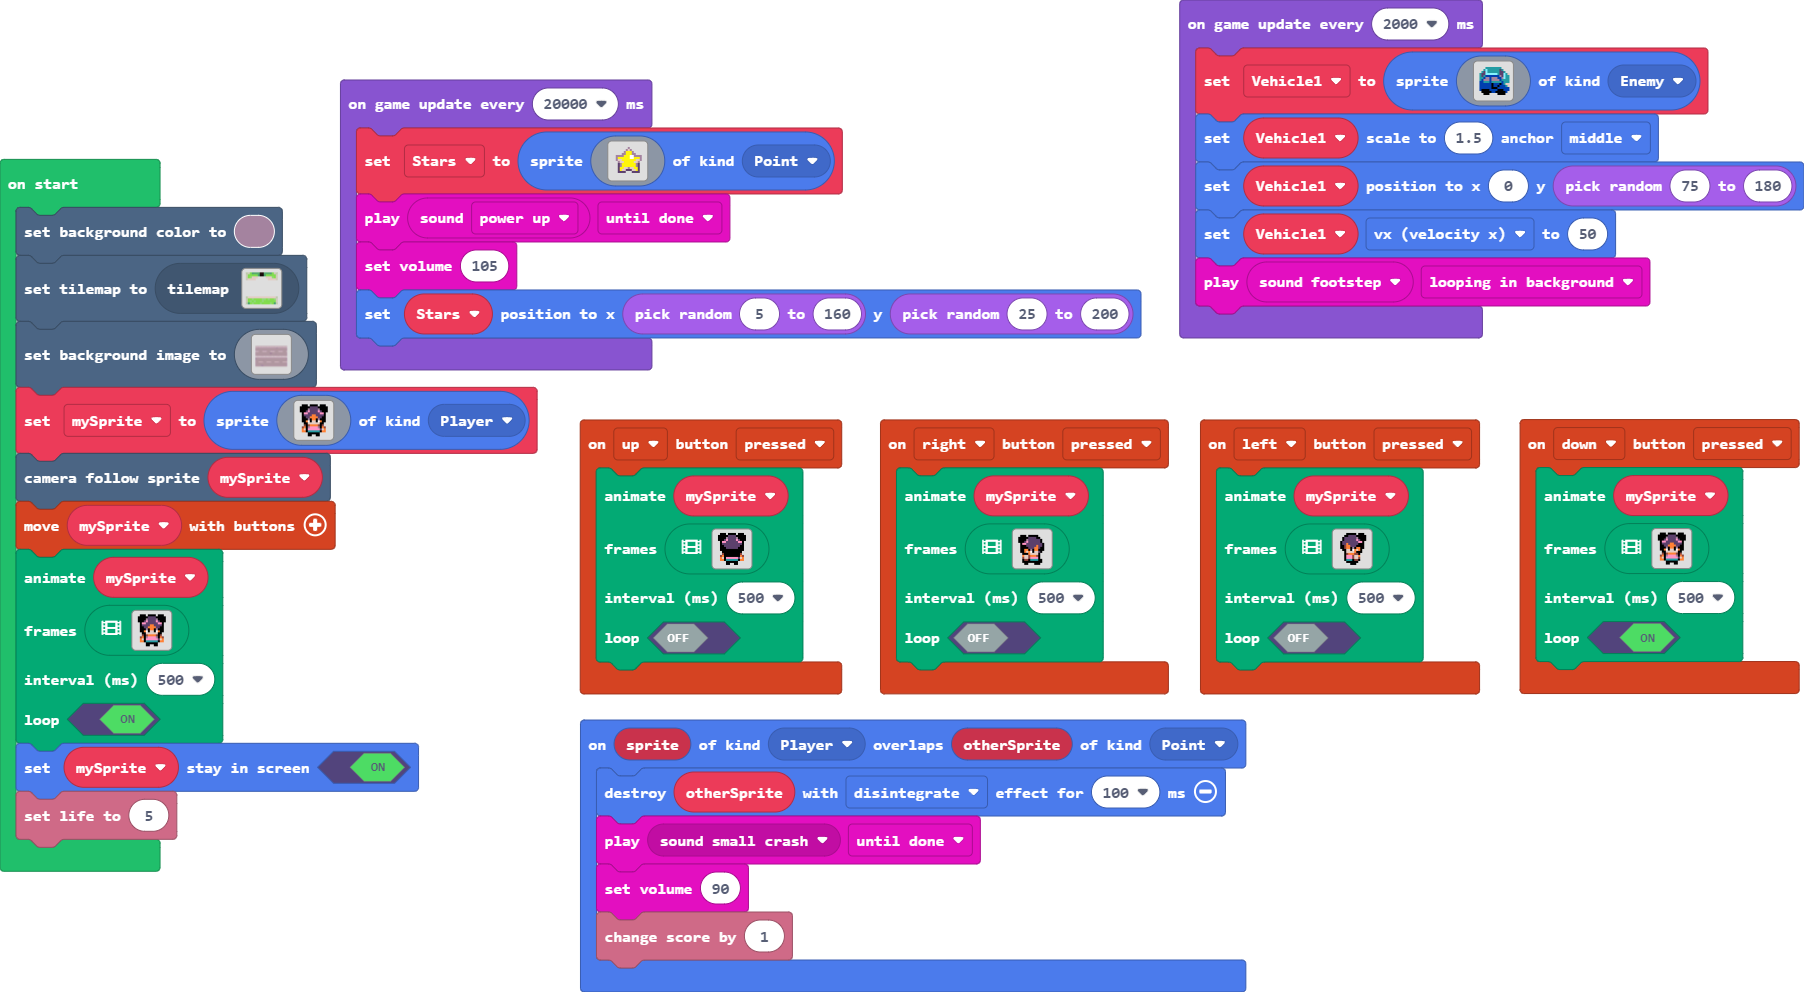 on start
set background color to
set tilemap to tilemap
set background image to
set mySprite to sprite of kind Player
camera follow sprite mySprite
move mySprite with buttons
animate mySprite
frames
interval (ms) 500
loop ON
set mySprite stay in screen ON
set life to 5
on game update every 20000 ms
set Stars to sprite of kind Point
play sound power up until done
set volume 105
set Stars position to x pick random 5 to 160 y pick random 25 to 200
on game update every 2000 ms
set Vehicle1 to sprite of kind Enemy
set Vehicle1 scale to 1.5 anchor middle
set Vehicle1 position to x 0 y pick random 75 to 180
set Vehicle1 vx (velocity x) to 50
play sound footstep looping in background
on up button pressed
animate mySprite
frames
interval (ms) 500
loop OFF
on right button pressed
animate mySprite
frames
interval (ms) 500
loop OFF
on left button pressed
animate mySprite
frames
interval (ms) 500
loop OFF
on down button pressed
animate mySprite
frames
interval (ms) 500
loop ON
on sprite of kind Player overlaps otherSprite of kind Point
destroy otherSprite with disintegrate effect for 100 ms
play sound small crash until done
set volume 90
change score by 1